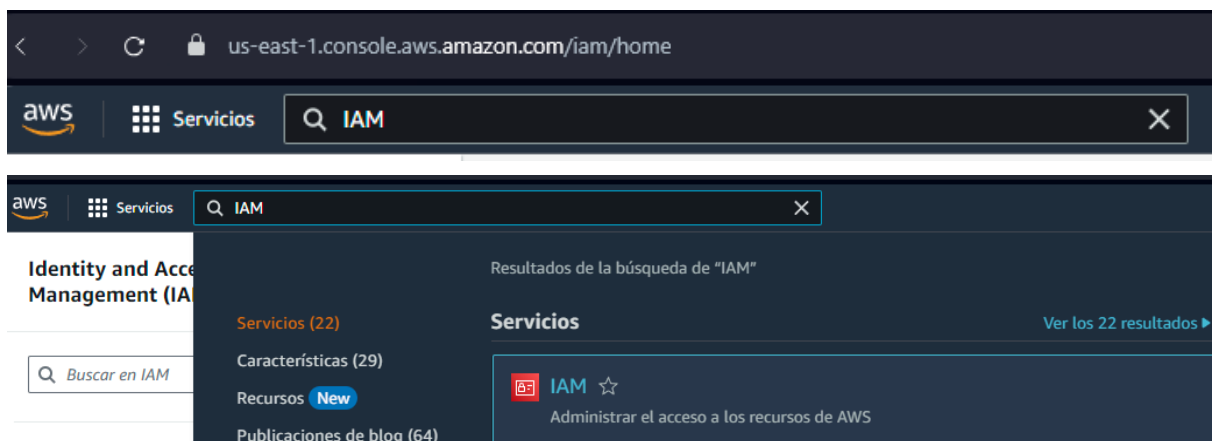 us-east-1.console.aws.amazon.com/iam/home
aws Servicios IAM
aws Servicios IAM
Identity and Acce
Management (IA
Buscar en IAM
Resultados de la búsqueda de "IAM"
Servicios (22)
Características (29)
Recursos New
Publicaciones de blog (64)
Servicios Ver los 22 resultados
IAM
Administrar el acceso a los recursos de AWS